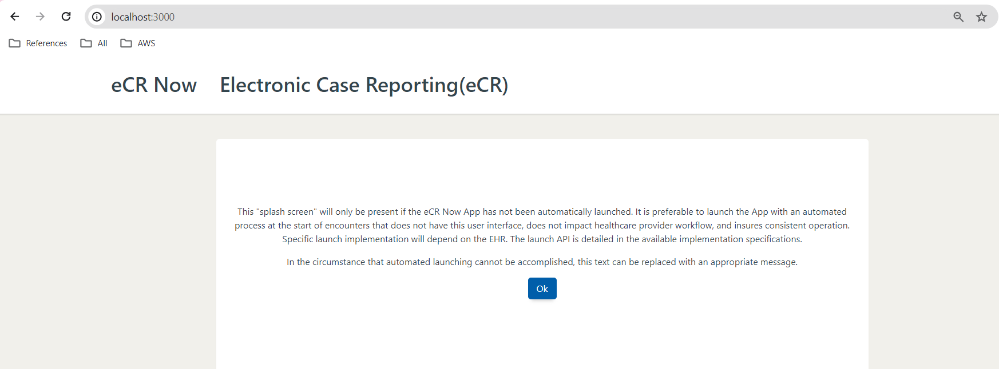 localhost:3000
References All AWS
eCR Now Electronic Case Reporting(eCR)
This "splash screen" will only be present if the eCR Now App has not been automatically launched. It is preferable to launch the App with an automated
process at the start of encounters that does not have this user interface, does not impact healthcare provider workflow, and insures consistent operation.
Specific launch implementation will depend on the EHR. The launch API is detailed in the available implementation specifications.
In the circumstance that automated launching cannot be accomplished, this text can be replaced with an appropriate message.
Ok